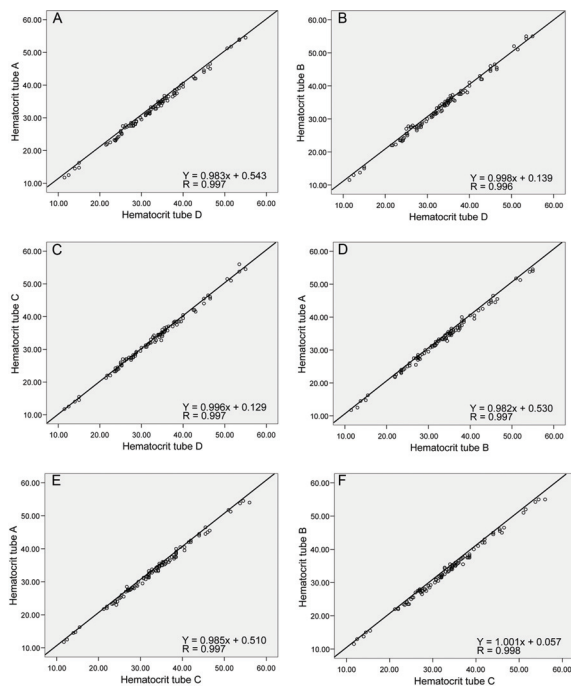 A
Hematocrit tube A
60.00
50.00
40.00
30.00
20.00
10.00
Y = 0.983x + 0.543
R = 0.997
10.00 20.00 30.00 40.00 50.00 60.00
Hematocrit tube D
B
Hematocrit tube B
60.00
50.00
40.00
30.00
20.00
10.00
Y = 0.998x + 0.139
R = 0.996
10.00 20.00 30.00 40.00 50.00 60.00
Hematocrit tube D
C
Hematocrit tube C
60.00
50.00
40.00
30.00
20.00
10.00
Y = 0.996x + 0.129
R = 0.997
10.00 20.00 30.00 40.00 50.00 60.00
Hematocrit tube D
D
Hematocrit tube A
60.00
50.00
40.00
30.00
20.00
10.00
Y = 0.982x + 0.530
R = 0.997
10.00 20.00 30.00 40.00 50.00 60.00
Hematocrit tube B
E
Hematocrit tube A
60.00
50.00
40.00
30.00
20.00
10.00
Y = 0.985x + 0.510
R = 0.997
10.00 20.00 30.00 40.00 50.00 60.00
Hematocrit tube C
F
Hematocrit tube B
60.00
50.00
40.00
30.00
20.00
10.00
Y = 1.001x + 0.057
R = 0.998
10.00 20.00 30.00 40.00 50.00 60.00
Hematocrit tube C